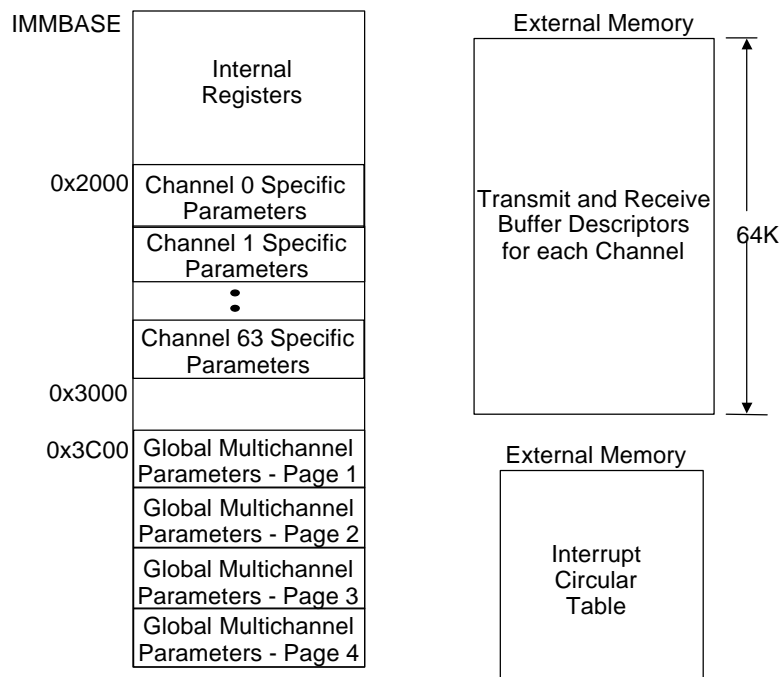 IMMBASE
Internal
Registers
0x2000
Channel 0 Specific
Parameters
Channel 1 Specific
Parameters
Channel 63 Specific
Parameters
0x3000
0x3C00
Global Multichannel
Parameters - Page 1
Global Multichannel
Parameters - Page 2
Global Multichannel
Parameters - Page 3
Global Multichannel
Parameters - Page 4
External Memory
Transmit and Receive
Buffer Descriptors
for each Channel
64K
External Memory
Interrupt
Circular
Table